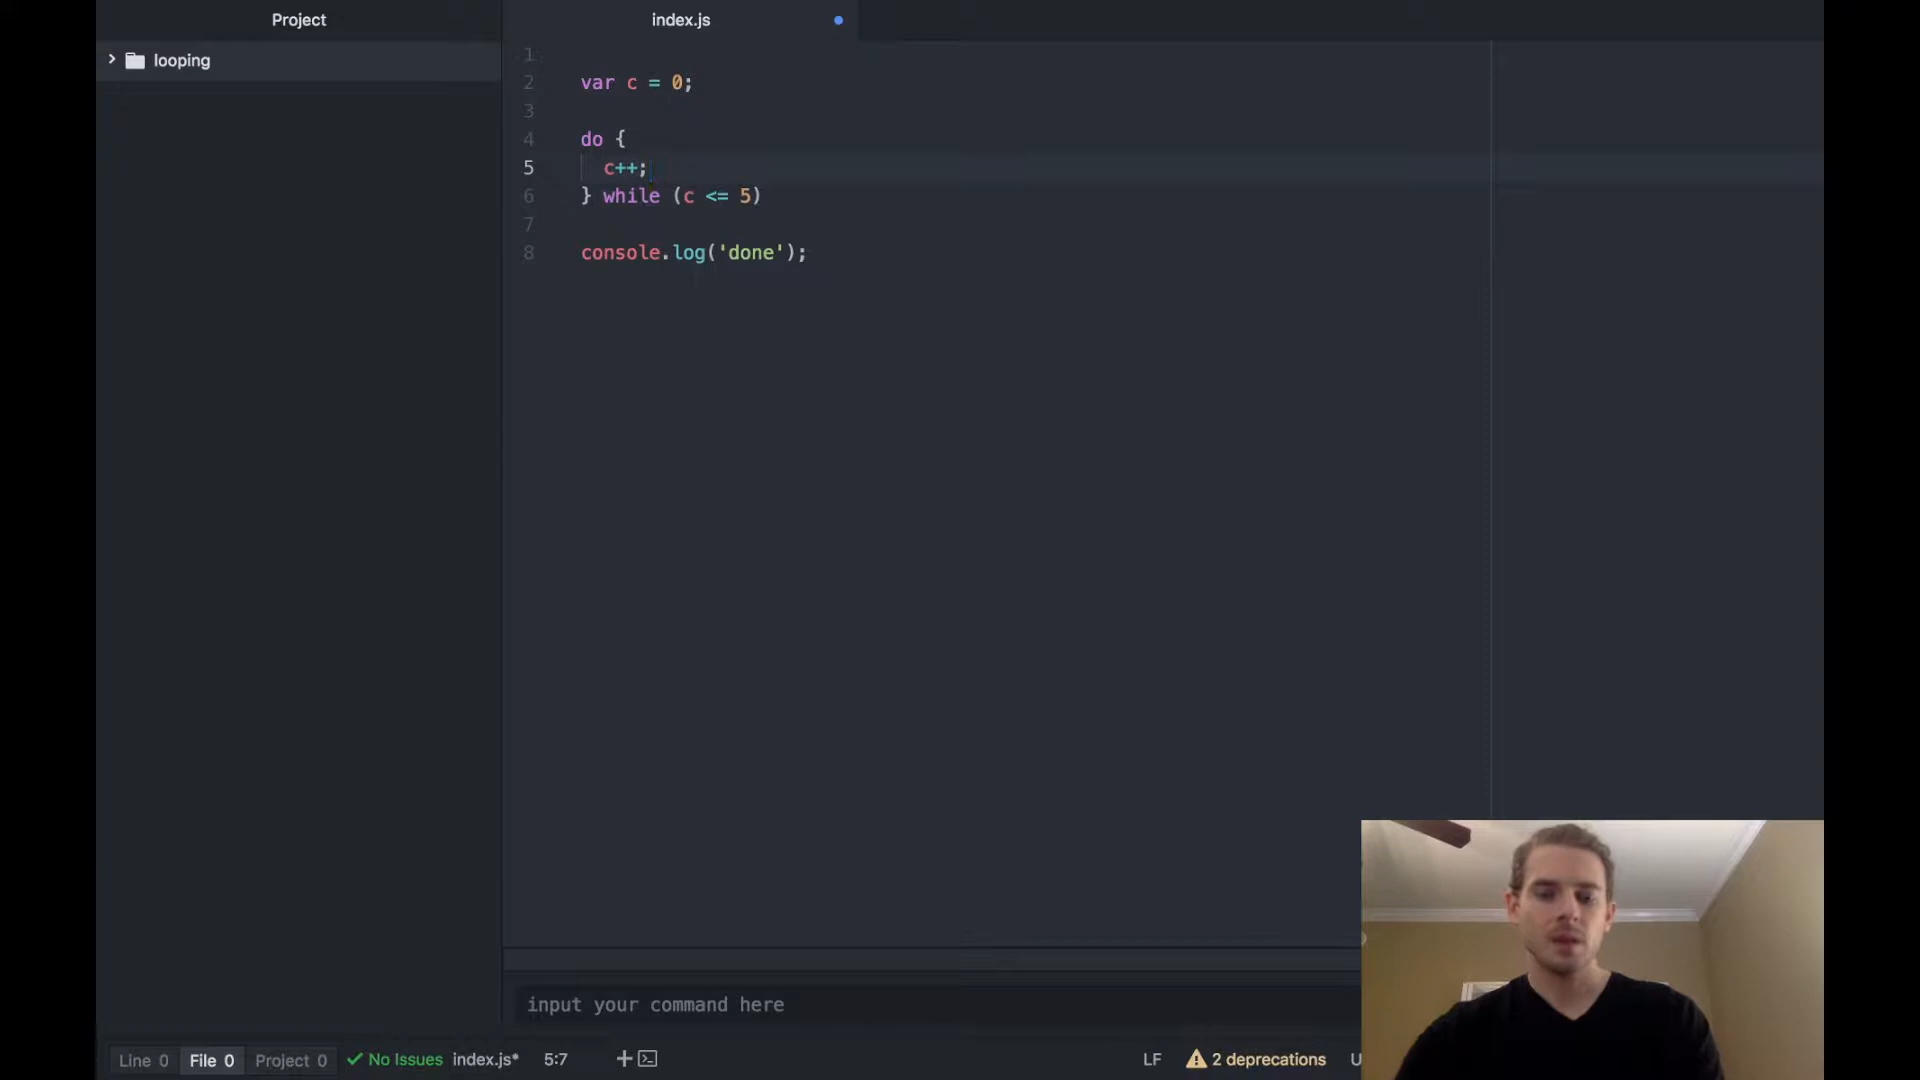 Project
index.js
looping
1
2 var c = 0;
3
4 do {
5 c++;
6 } while (c <= 5)
7
8 console.log('done');
input your command here
Line 0 File 0 Project 0 No Issues index.js* 5:7 LF 2 deprecations U